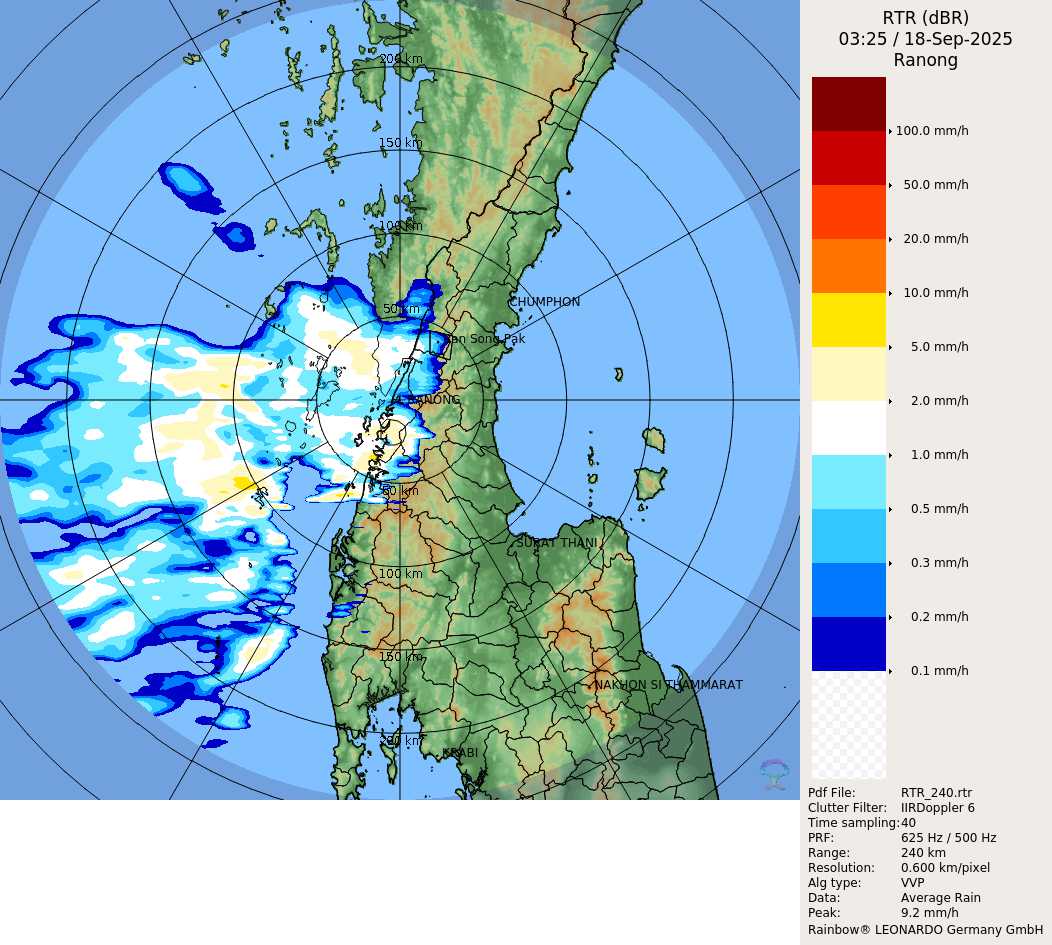 RTR (dBR)
03:25 / 18-Sep-2025
Ranong
200 km
150 km
100 km
50 km
CHUMPHON
RANONG
50 km
SURAT THANI
100 km
150 km
NAKHON SI THAMMARAT
200 km
KRABI
100.0 mm/h
50.0 mm/h
20.0 mm/h
10.0 mm/h
5.0 mm/h
2.0 mm/h
1.0 mm/h
0.5 mm/h
0.3 mm/h
0.2 mm/h
0.1 mm/h
Pdf File: RTR_240.rtr
Clutter Filter: IIRDoppler 6
Time sampling: 40
PRF: 625 Hz / 500 Hz
Range: 240 km
Resolution: 0.600 km/pixel
Alg type: VVP
Data: Average Rain
Peak: 9.2 mm/h
Rainbow® LEONARDO Germany GmbH